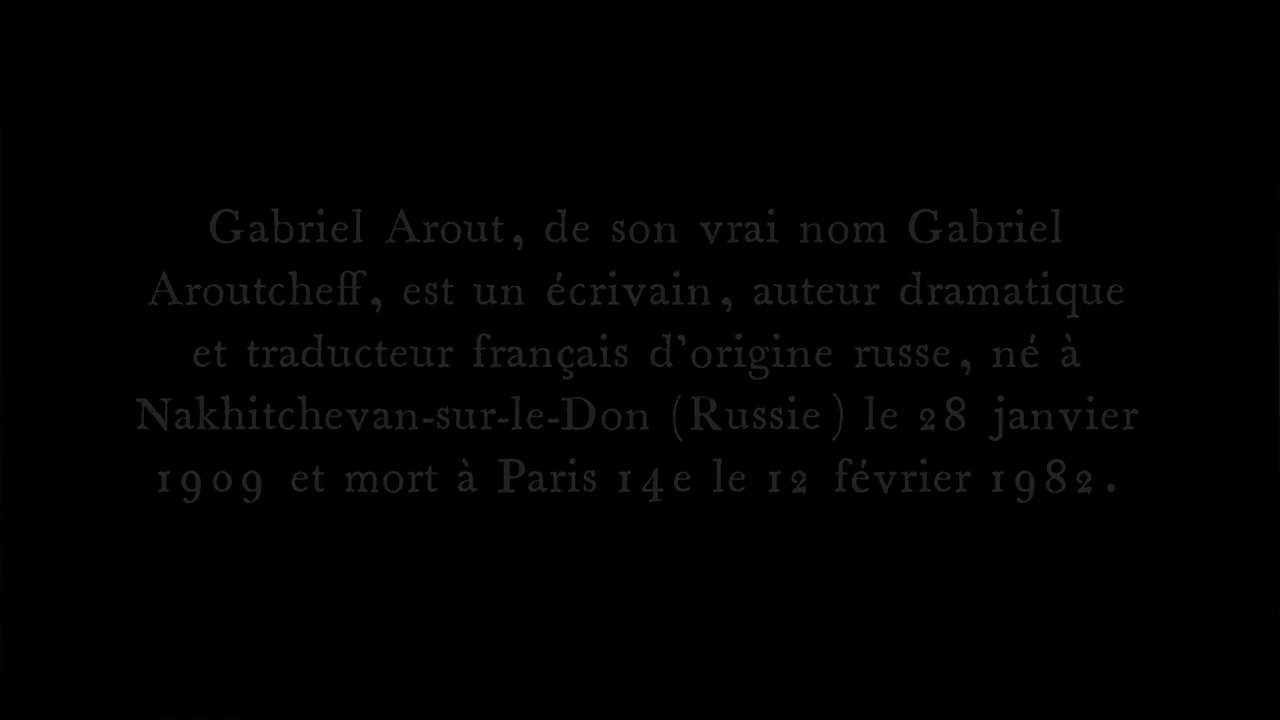 Gabriel Arout, de son vrai nom Gabriel
Aroutcheff, est un écrivain, auteur dramatique
et traducteur français d'origine russe, né à
Nakhitchevan-sur-le-Don (Russie) le 28 janvier
1909 et mort à Paris 14e le 12 février 1982.